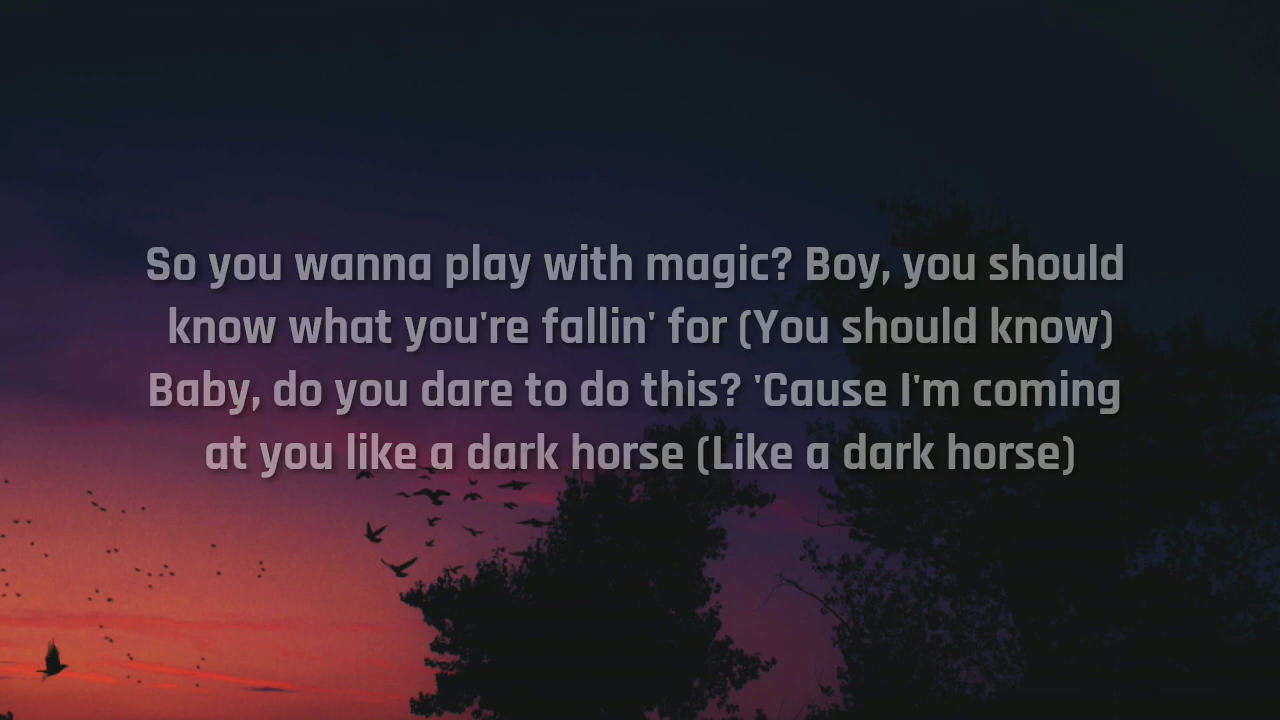 So you wanna play with magic? Boy, you should
know what you're fallin' for (You should know)
Baby, do you dare to do this? 'Cause I'm coming
at you like a dark horse (Like a dark horse)